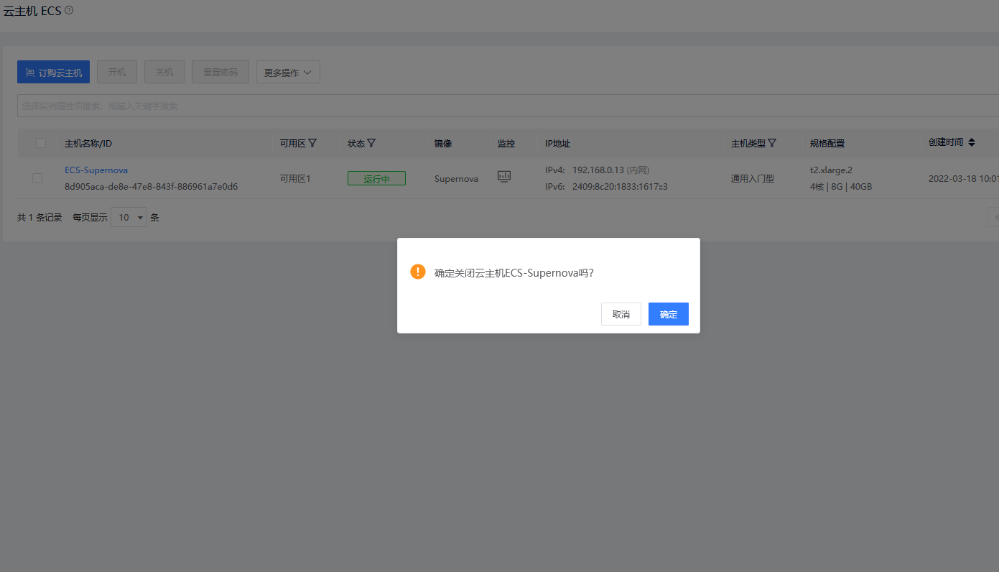 云主机 ECS
订购云主机 开机 关机 重置密码 更多操作
选择实例属性项搜索，或输入关键字搜索
主机名称/ID 可用区 状态 镜像 监控 IP地址 主机类型 规格配置 创建时间
ECS-Supernova IPv4: 192.168.0.13 (内网) t2.xlarge.2
可用区1 运行中 Supernova 通用入门型 2022-03-18 10:01
8d905aca-de8e-47e8-843f-886961a7e0d6 IPv6: 2409:8c20:1833:1617::3 4核 | 8G | 40GB
共 1 条记录 每页显示 10 条
确定关闭云主机ECS-Supernova吗?
取消 确定